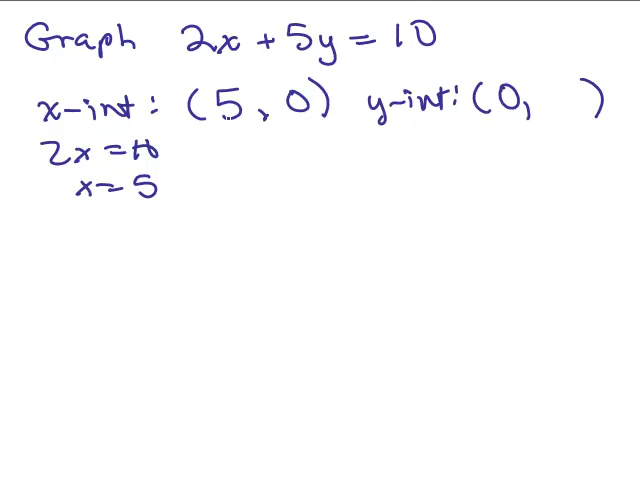 Graph 2x + 5y = 10
x-int: (5, 0) y-int: (0, )
2x = 10
x = 5